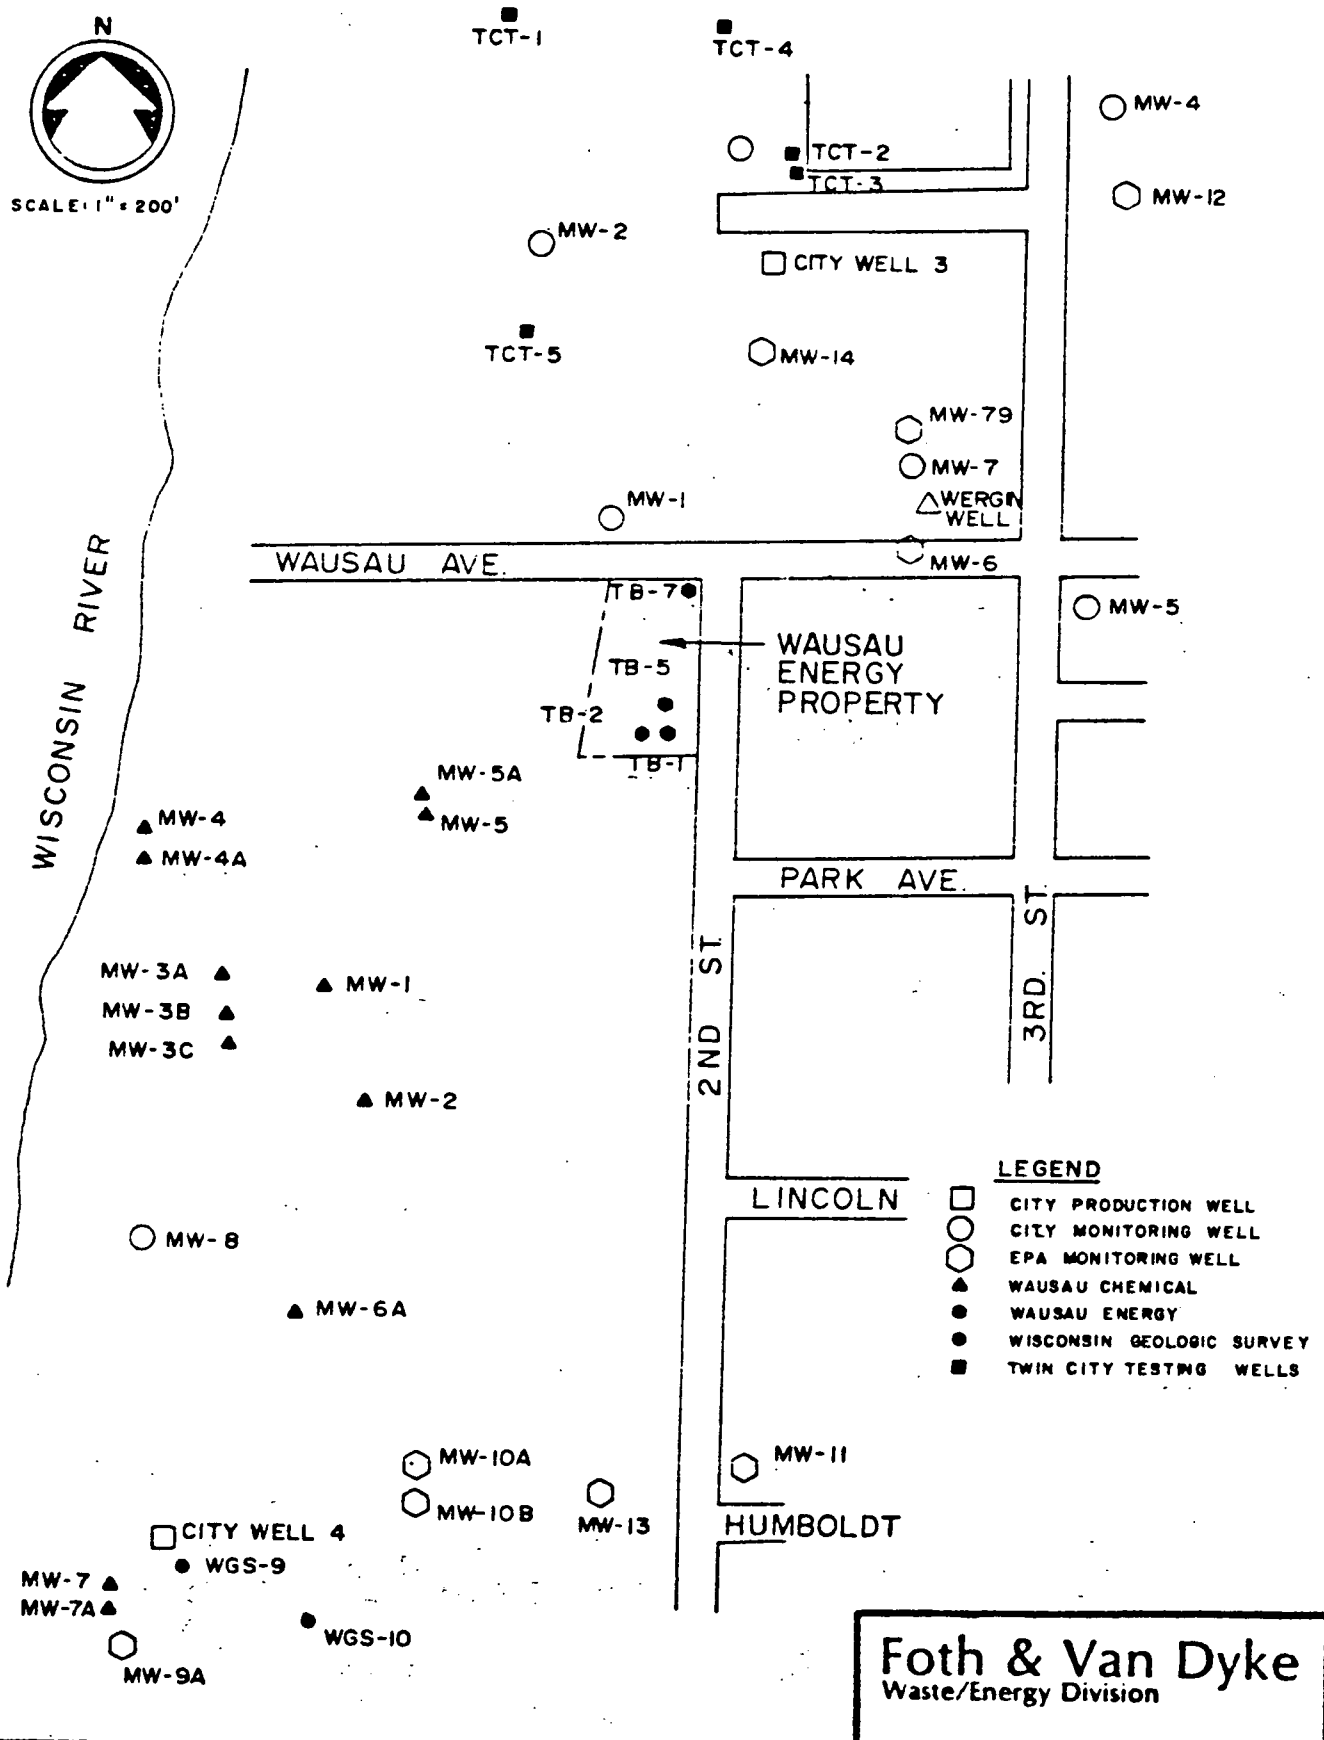 N
SCALE: 1" = 200'
TCT-1
TCT-4
MW-4
TCT-2
TCT-3
MW-12
MW-2
CITY WELL 3
TCT-5
MW-14
MW-79
MW-7
MW-1
WERGIN
WELL
WAUSAU AVE.
MW-6
TB-7
MW-5
WISCONSIN RIVER
WAUSAU
ENERGY
PROPERTY
TB-5
TB-2
TB-1
MW-5A
MW-5
MW-4
MW-4A
PARK AVE.
2ND ST.
3RD. ST.
MW-3A
MW-1
MW-3B
MW-3C
MW-2
LINCOLN
MW-8
MW-6A
LEGEND
CITY PRODUCTION WELL
CITY MONITORING WELL
EPA MONITORING WELL
WAUSAU CHEMICAL
WAUSAU ENERGY
WISCONSIN GEOLOGIC SURVEY
TWIN CITY TESTING WELLS
MW-10A
MW-11
MW-10B
MW-13
HUMBOLDT
CITY WELL 4
WGS-9
MW-7
MW-7A
WGS-10
MW-9A
Foth & Van Dyke
Waste/Energy Division